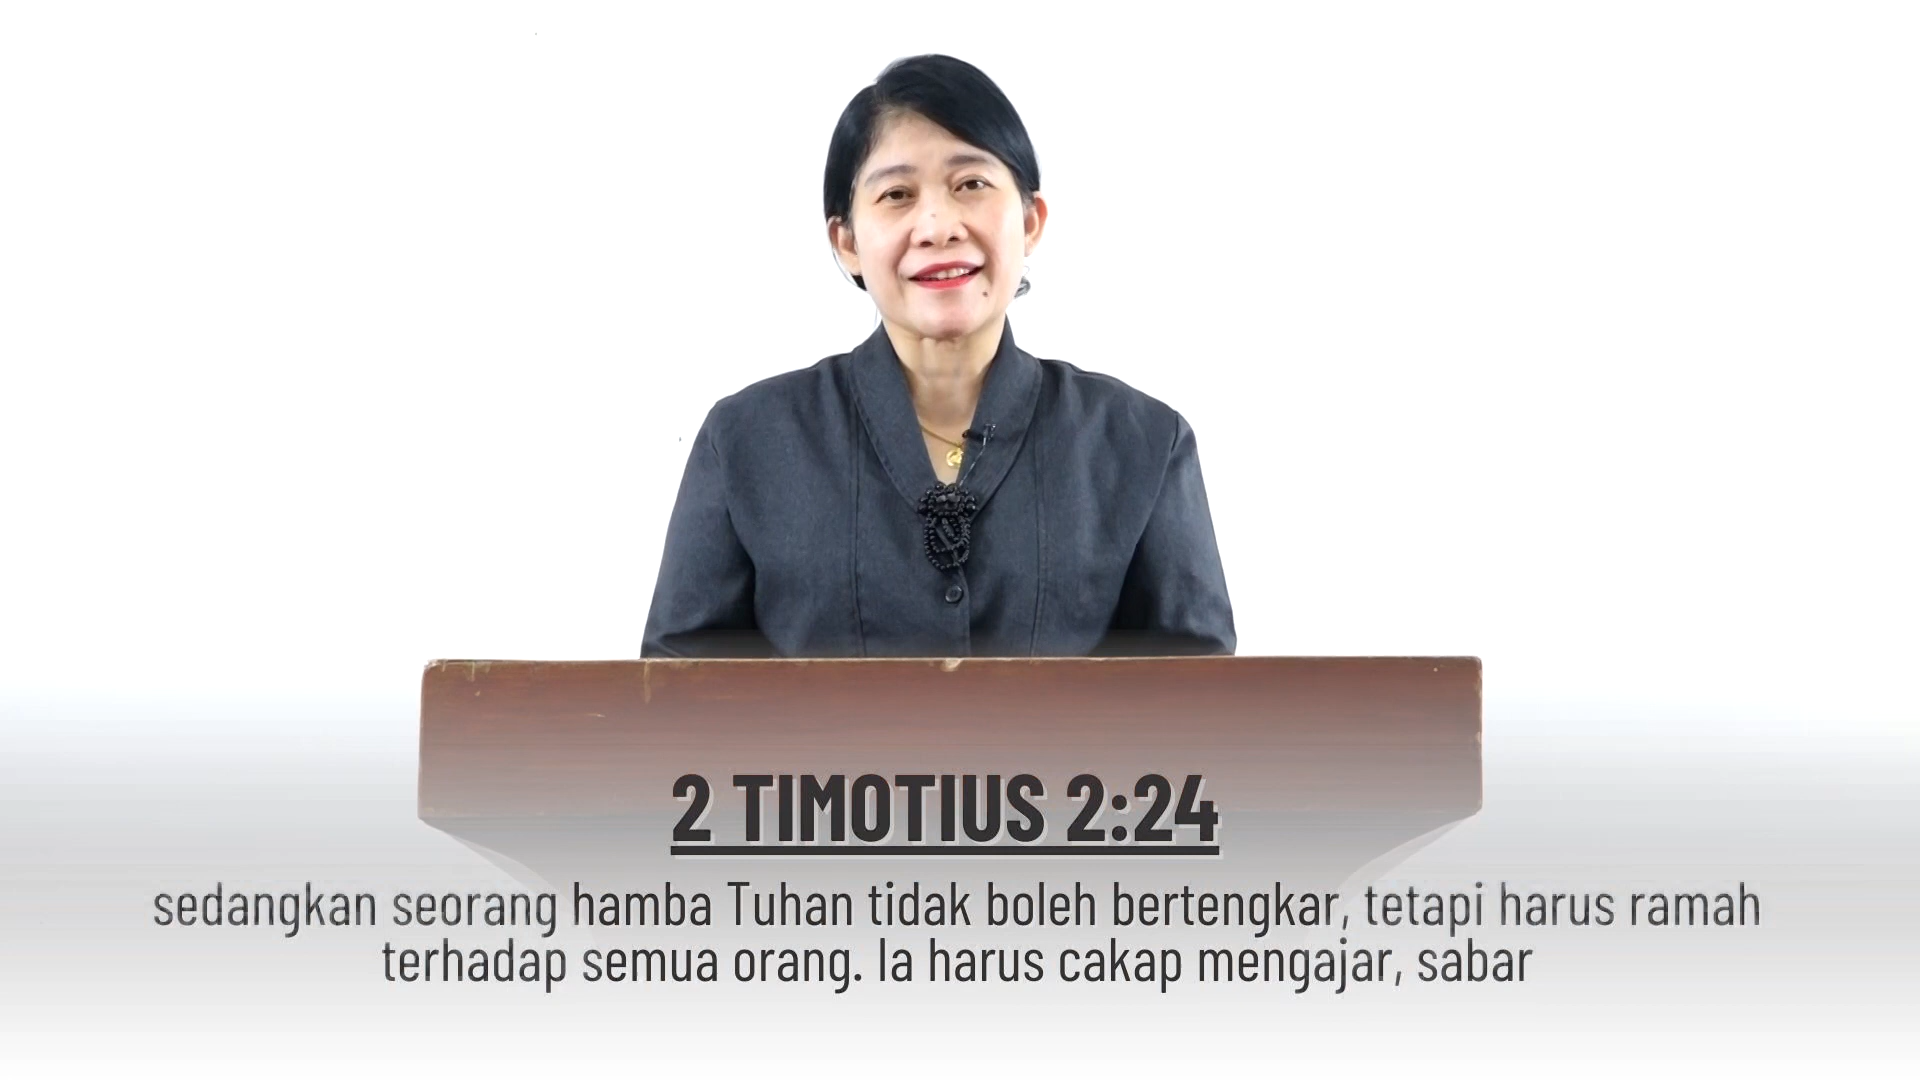 2 TIMOTIUS 2:24
sedangkan seorang hamba Tuhan tidak boleh bertengkar, tetapi harus ramah
terhadap semua orang. Ia harus cakap mengajar, sabar